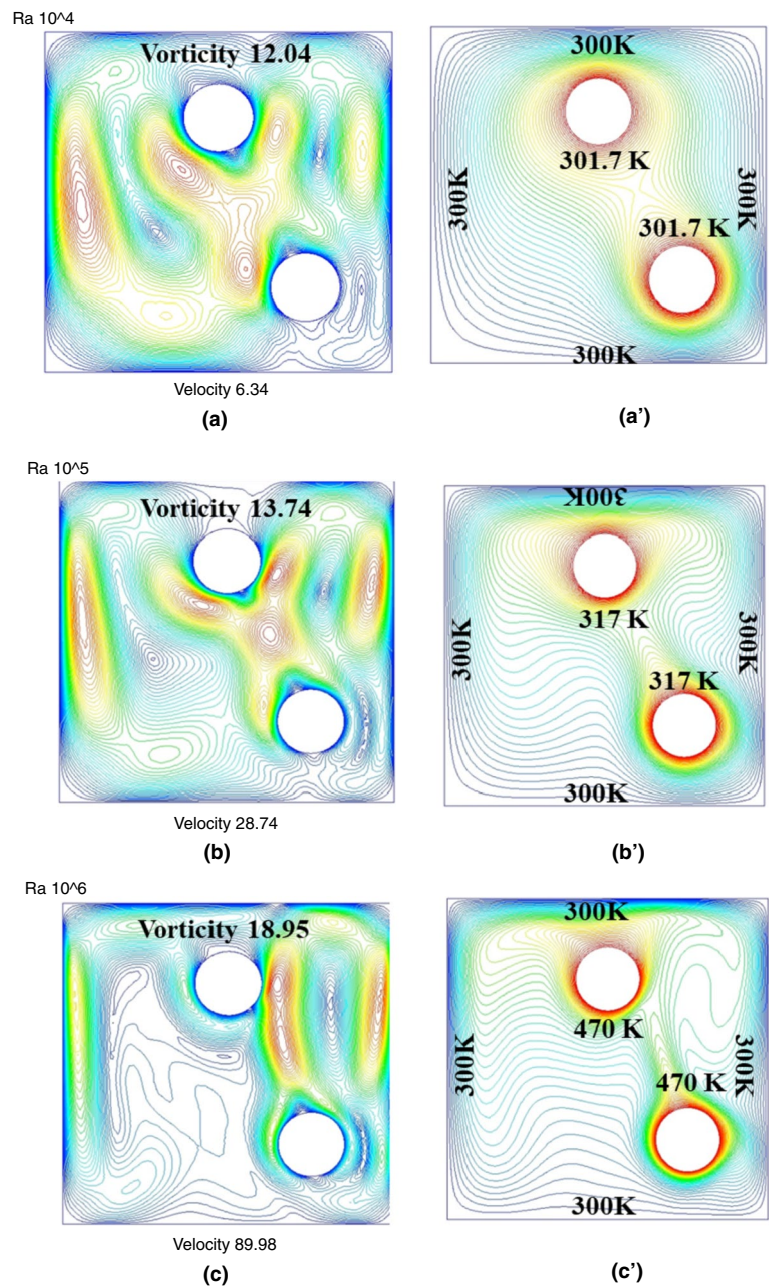 Ra 10^4
Vorticity 12.04
300K
301.7 K
300K
300K
301.7 K
300K
Velocity 6.34
(a)
(a')
Ra 10^5
Vorticity 13.74
300K
317 K
300K
300K
317 K
300K
Velocity 28.74
(b)
(b')
Ra 10^6
Vorticity 18.95
300K
470 K
300K
300K
470 K
300K
Velocity 89.98
(c)
(c')